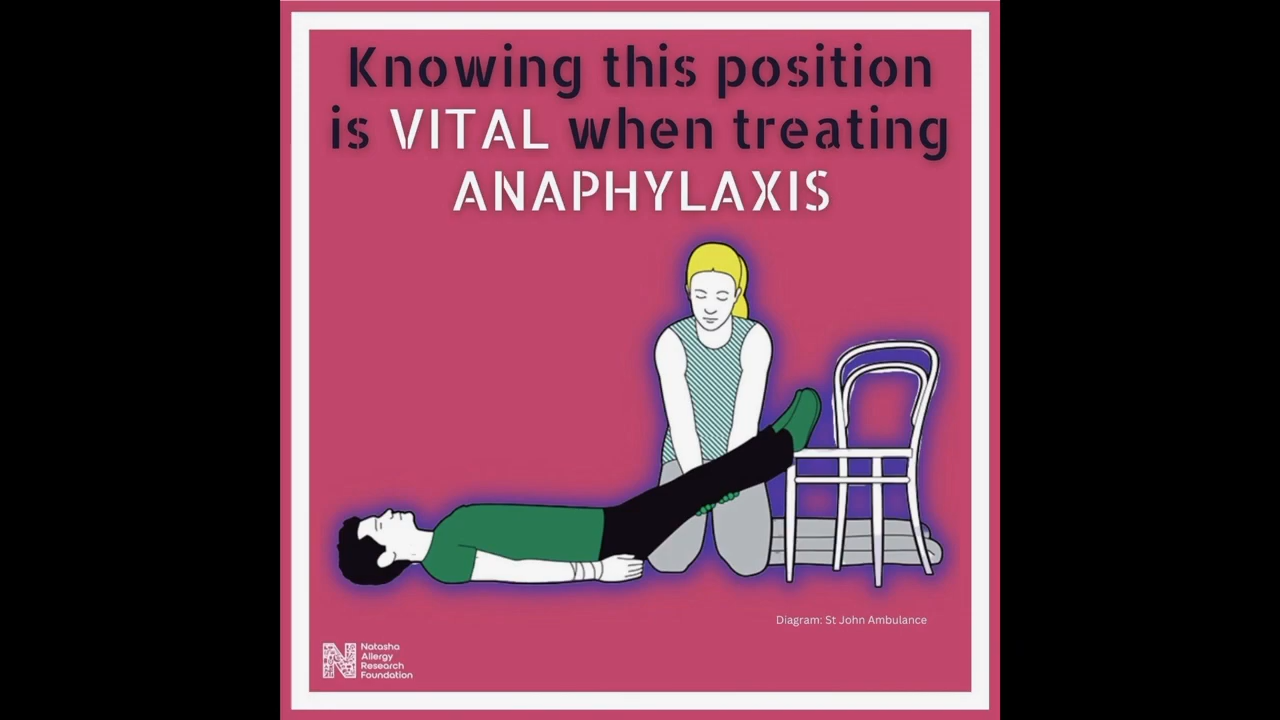 Knowing this position
is VITAL when treating
ANAPHYLAXIS
Diagram: St John Ambulance
N Natasha
Allergy
Research
Foundation